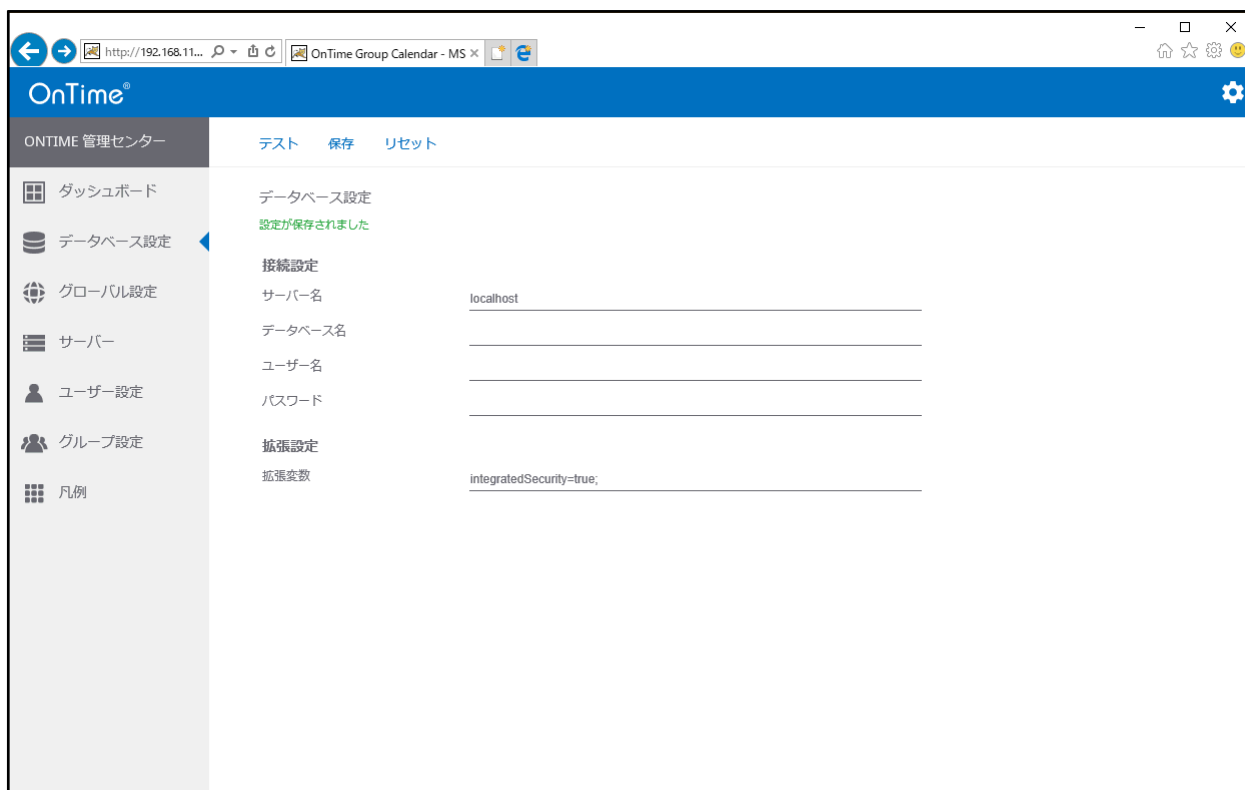 http://192.168.11...
OnTime Group Calendar - MS
OnTime®
ONTIME 管理センター
テスト 保存 リセット
ダッシュボード
データベース設定
グローバル設定
サーバー
ユーザー設定
グループ設定
凡例
データベース設定
設定が保存されました
接続設定
サーバー名 localhost
データベース名
ユーザー名
パスワード
拡張設定
拡張変数 integratedSecurity=true;